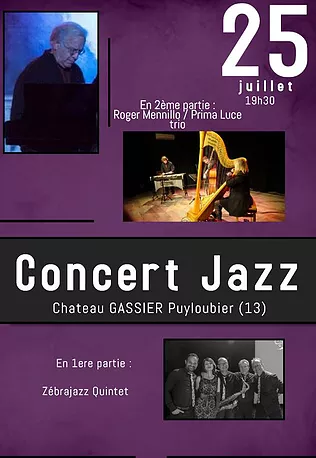 25
juillet
19h30
En 2ème partie :
Roger Mennillo / Prima Luce
trio
Concert Jazz
Chateau GASSIER Puyloubier (13)
En 1ere partie :
Zébrajazz Quintet